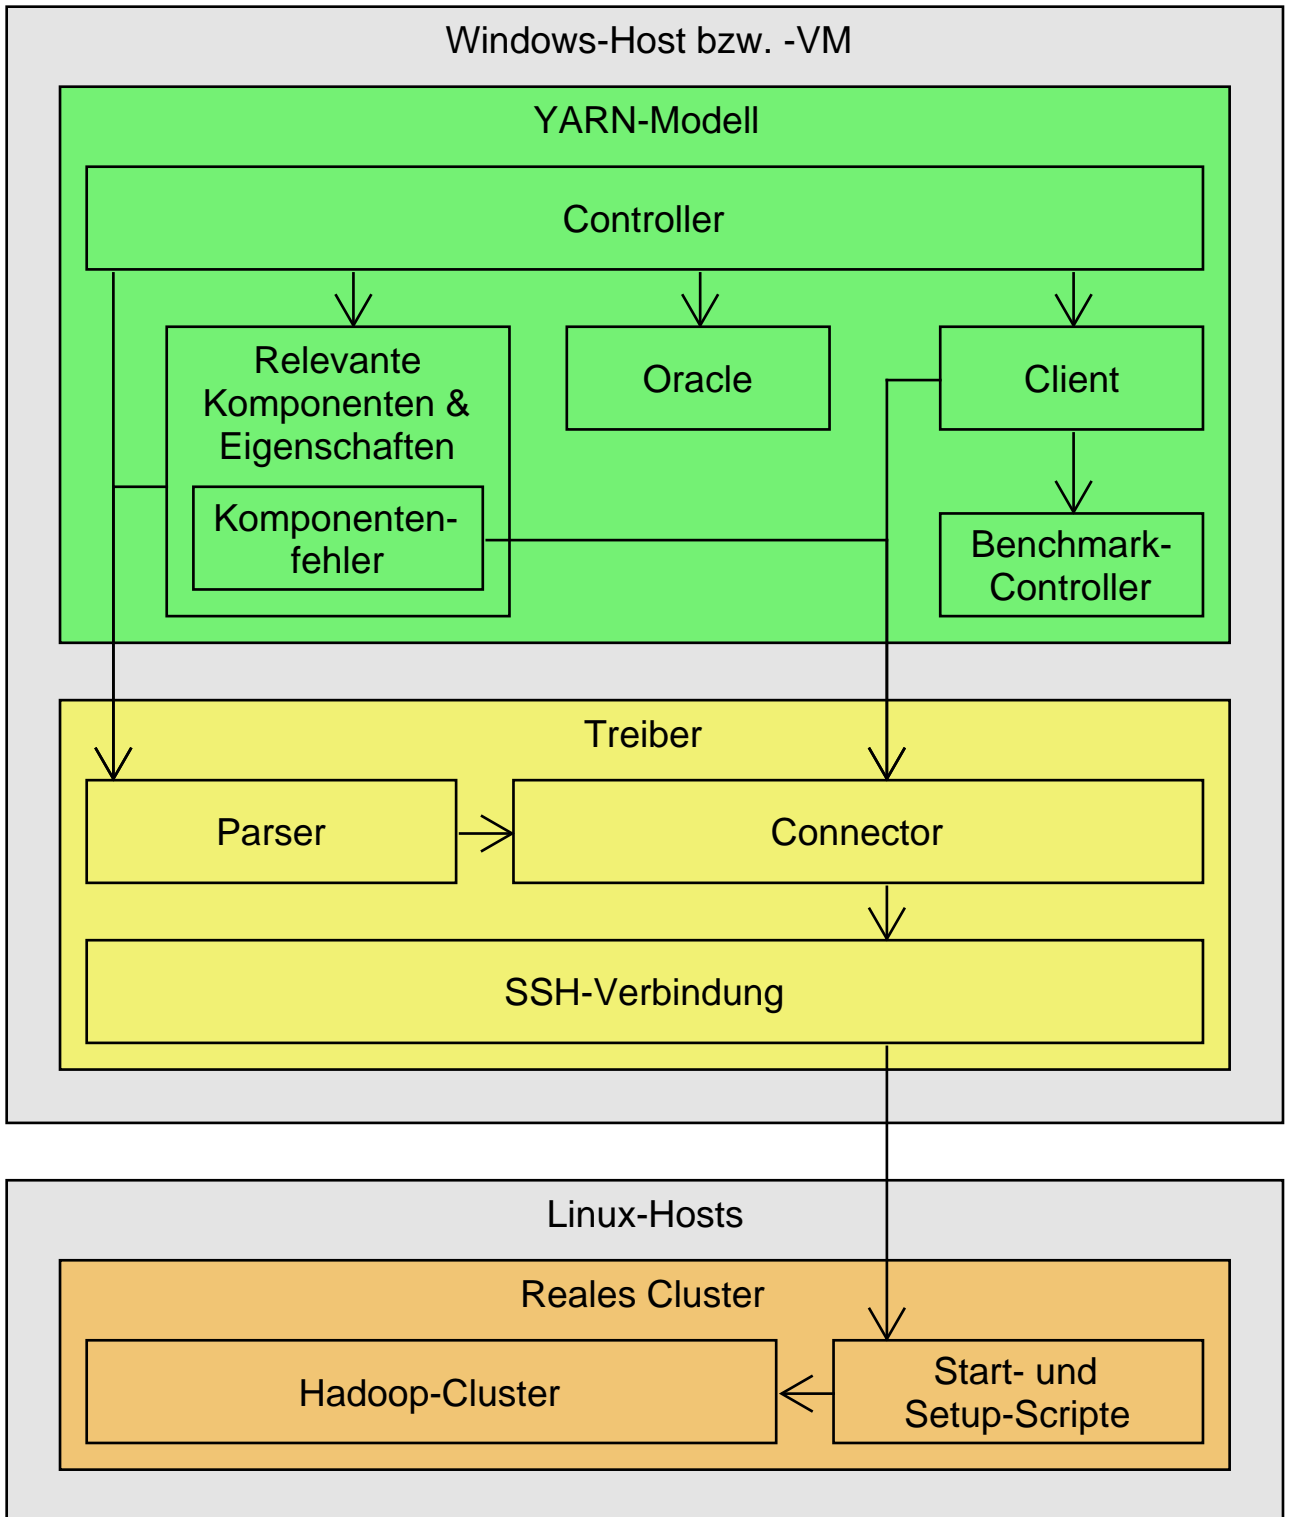 Windows-Host bzw. -VM
YARN-Modell
Controller
Relevante
Komponenten &
Eigenschaften
Komponenten-
fehler
Oracle
Client
Benchmark-
Controller
Treiber
Parser
Connector
SSH-Verbindung
Linux-Hosts
Reales Cluster
Hadoop-Cluster
Start- und
Setup-Scripte